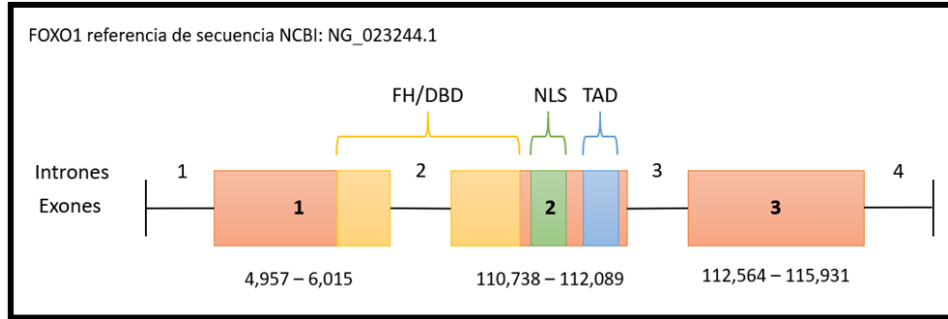 FOXO1 referencia de secuencia NCBI: NG_023244.1
FH/DBD NLS TAD
Intrones 1 2 3 4
Exones 1 2 3
4,957 – 6,015 110,738 – 112,089 112,564 – 115,931